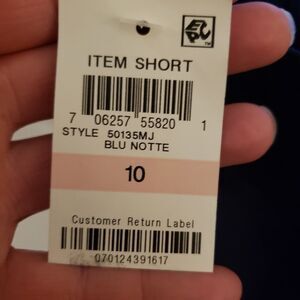 ITEM SHORT
7 06257 55820 1
STYLE 50135MJ
BLU NOTTE
10
Customer Return Label
070124391617